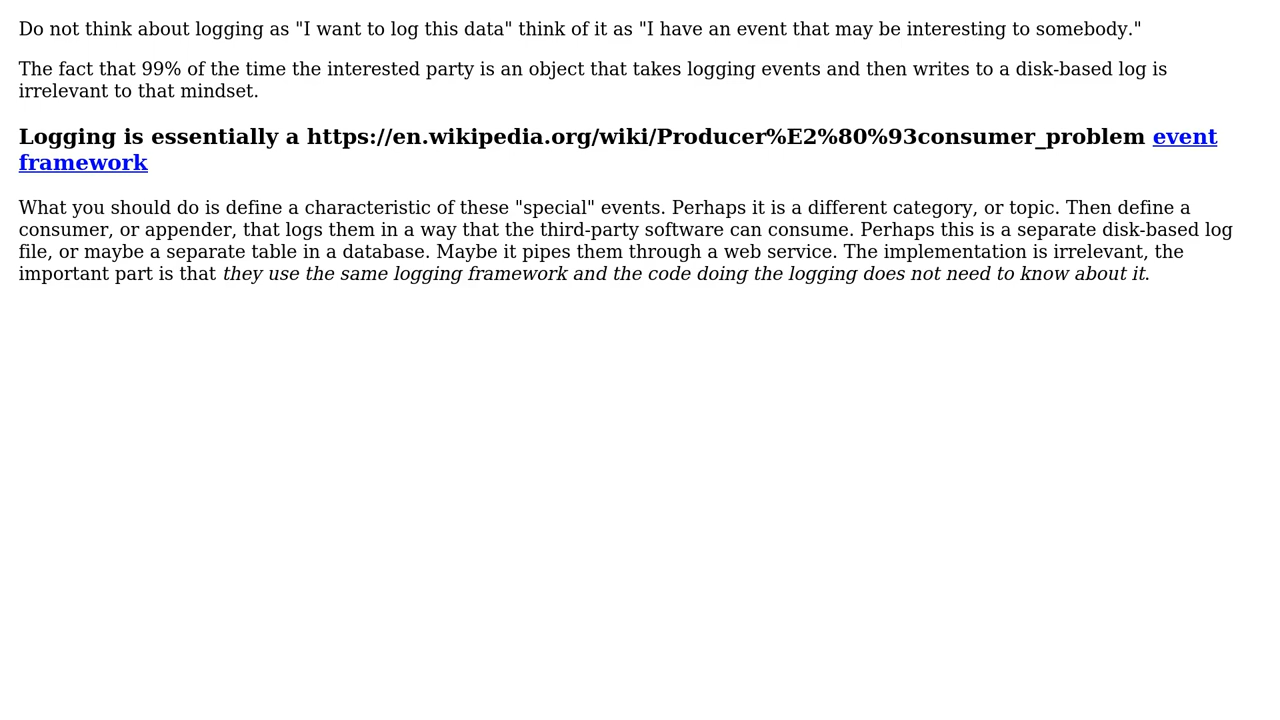 Do not think about logging as "I want to log this data" think of it as "I have an event that may be interesting to somebody."
The fact that 99% of the time the interested party is an object that takes logging events and then writes to a disk-based log is
irrelevant to that mindset.
Logging is essentially a https://en.wikipedia.org/wiki/Producer%E2%80%93consumer_problem event
framework
What you should do is define a characteristic of these "special" events. Perhaps it is a different category, or topic. Then define a
consumer, or appender, that logs them in a way that the third-party software can consume. Perhaps this is a separate disk-based log
file, or maybe a separate table in a database. Maybe it pipes them through a web service. The implementation is irrelevant, the
important part is that they use the same logging framework and the code doing the logging does not need to know about it.